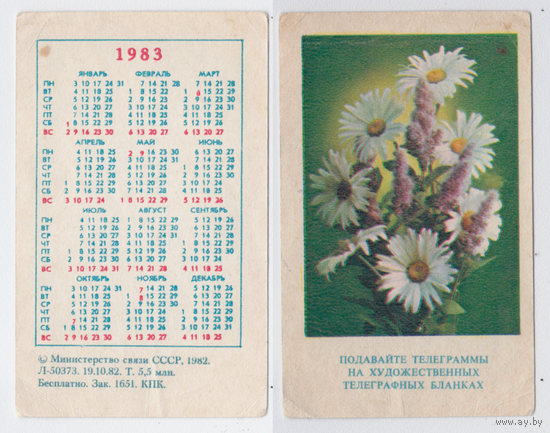 1983
ЯНВАРЬ ФЕВРАЛЬ МАРТ
ПН 3 10 17 24 31 7 14 21 28 7 14 21 28
ВТ 4 11 18 25 1 8 15 22 1 8 15 22 29
СР 5 12 19 26 2 9 16 23 2 9 16 23 30
ЧТ 6 13 20 27 3 10 17 24 3 10 17 24 31
ПТ 7 14 21 28 4 11 18 25 4 11 18 25
СБ 1 8 15 22 29 5 12 19 26 5 12 19 26
ВС 2 9 16 23 30 6 13 20 27 6 13 20 27
АПРЕЛЬ МАЙ ИЮНЬ
ПН 4 11 18 25 2 9 16 23 30 6 13 20 27
ВТ 5 12 19 26 3 10 17 24 31 7 14 21 28
СР 6 13 20 27 4 11 18 25 1 8 15 22 29
ЧТ 7 14 21 28 5 12 19 26 2 9 16 23 30
ПТ 1 8 15 22 29 6 13 20 27 3 10 17 24
СБ 2 9 16 23 30 7 14 21 28 4 11 18 25
ВС 3 10 17 24 1 8 15 22 29 5 12 19 26
ИЮЛЬ АВГУСТ СЕНТЯБРЬ
ПН 4 11 18 25 1 8 15 22 29 5 12 19 26
ВТ 5 12 19 26 2 9 16 23 30 6 13 20 27
СР 6 13 20 27 3 10 17 24 31 7 14 21 28
ЧТ 7 14 21 28 4 11 18 25 1 8 15 22 29
ПТ 1 8 15 22 29 5 12 19 26 2 9 16 23 30
СБ 2 9 16 23 30 6 13 20 27 3 10 17 24
ВС 3 10 17 24 31 7 14 21 28 4 11 18 25
ОКТЯБРЬ НОЯБРЬ ДЕКАБРЬ
ПН 3 10 17 24 31 7 14 21 28 5 12 19 26
ВТ 4 11 18 25 1 8 15 22 29 6 13 20 27
СР 5 12 19 26 2 9 16 23 30 7 14 21 28
ЧТ 6 13 20 27 3 10 17 24 1 8 15 22 29
ПТ 7 14 21 28 4 11 18 25 2 9 16 23 30
СБ 1 8 15 22 29 5 12 19 26 3 10 17 24 31
ВС 2 9 16 23 30 6 13 20 27 4 11 18 25
© Министерство связи СССР, 1982.
Л-50373. 19.10.82. Т. 5,5 млн.
Бесплатно. Зак. 1651. КПК.
ПОДАВАЙТЕ ТЕЛЕГРАММЫ
НА ХУДОЖЕСТВЕННЫХ
ТЕЛЕГРАФНЫХ БЛАНКАХ
© www.ay.by